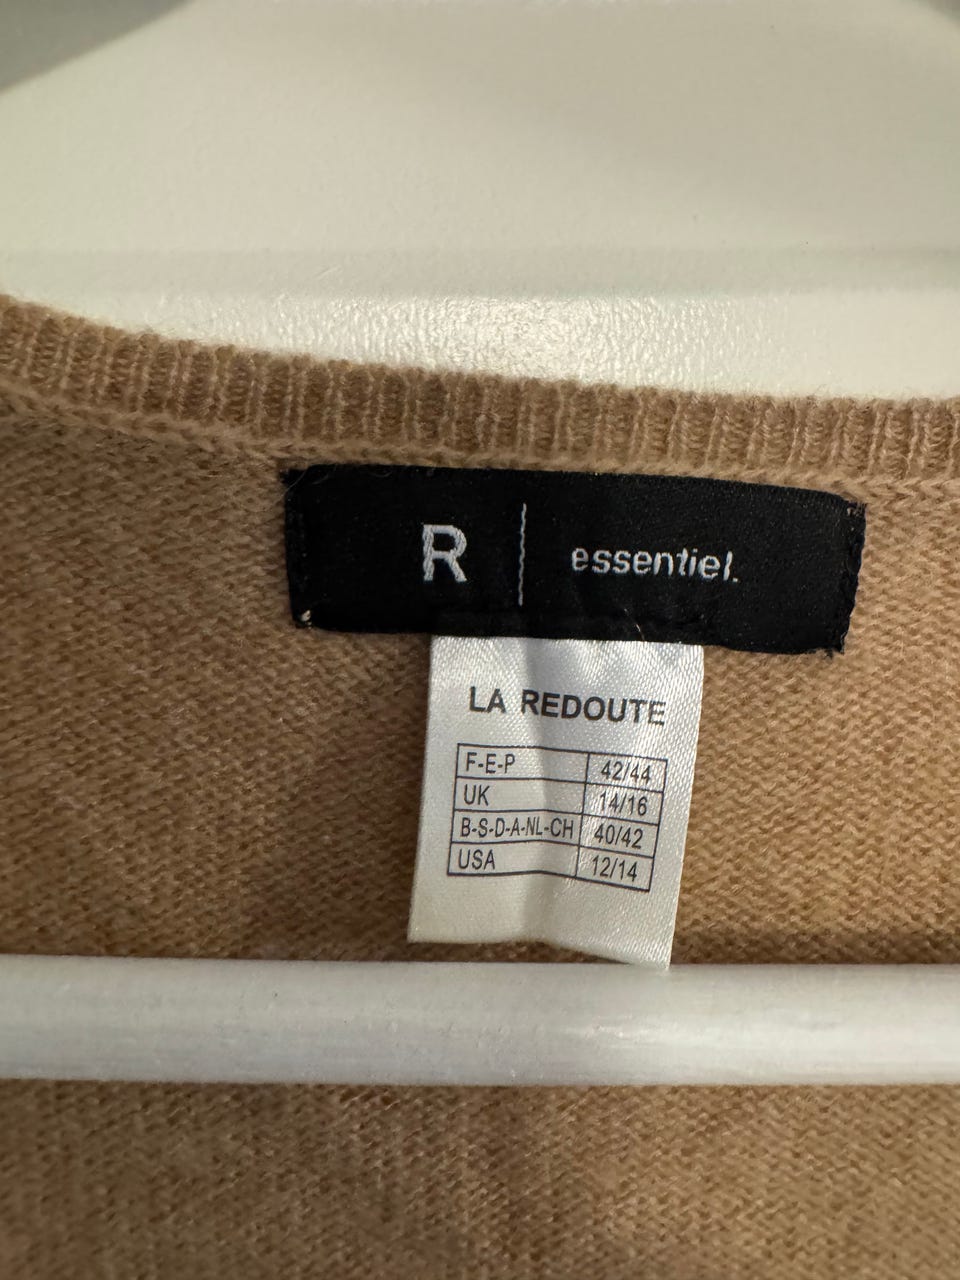 R | essentiel.
LA REDOUTE
F-E-P 42/44
UK 14/16
B-S-D-A-NL-CH 40/42
USA 12/14